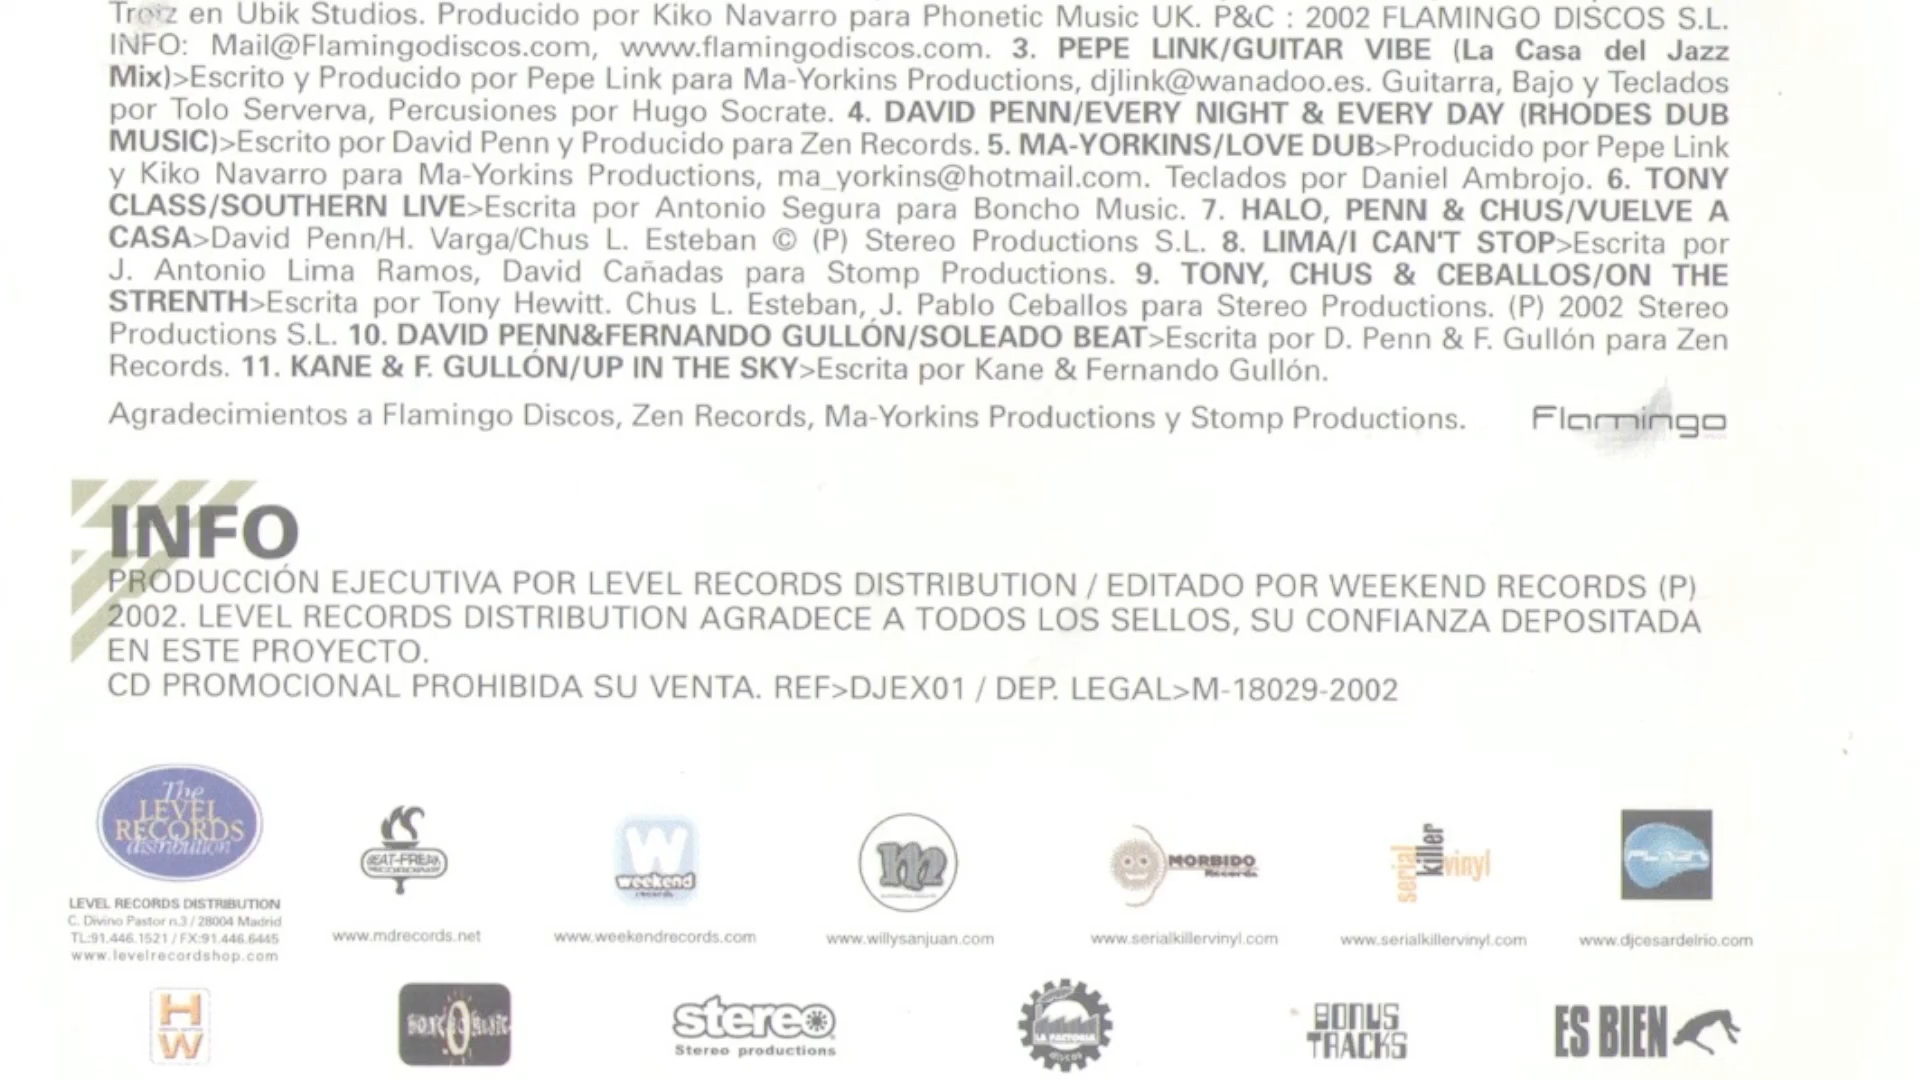 en Ubik Studios. Producido por Kiko Navarro para Phonetic Music UK. P&C : 2002 FLAMINGO DISCOS S.L.
INFO: Mail@Flamingodiscos.com, www.flamingodiscos.com. 3. PEPE LINK/GUITAR VIBE (La Casa del Jazz
Mix)>Escrito y Producido por Pepe Link para Ma-Yorkins Productions, djlink@wanadoo.es. Guitarra, Bajo y Teclados
por Tolo Serverva, Percusiones por Hugo Socrate. 4. DAVID PENN/EVERY NIGHT & EVERY DAY (RHODES DUB
MUSIC)>Escrito por David Penn y Producido para Zen Records. 5. MA-YORKINS/LOVE DUB>Producido por Pepe Link
y Kiko Navarro para Ma-Yorkins Productions, ma_yorkins@hotmail.com. Teclados por Daniel Ambrojo. 6. TONY
CLASS/SOUTHERN LIVE>Escrita por Antonio Segura para Boncho Music. 7. HALO, PENN & CHUS/VUELVE A
CASA>David Penn/H. Varga/Chus L. Esteban © (P) Stereo Productions S.L. 8. LIMA/I CAN'T STOP>Escrita por
J. Antonio Lima Ramos, David Cañadas para Stomp Productions. 9. TONY, CHUS & CEBALLOS/ON THE
STRENTH>Escrita por Tony Hewitt. Chus L. Esteban, J. Pablo Ceballos para Stereo Productions. (P) 2002 Stereo
Productions S.L. 10. DAVID PENN&FERNANDO GULLÓN/SOLEADO BEAT>Escrita por D. Penn & F. Gullón para Zen
Records. 11. KANE & F. GULLÓN/UP IN THE SKY>Escrita por Kane & Fernando Gullón.
Agradecimientos a Flamingo Discos, Zen Records, Ma-Yorkins Productions y Stomp Productions.
Flamingo
INFO
PRODUCCIÓN EJECUTIVA POR LEVEL RECORDS DISTRIBUTION / EDITADO POR WEEKEND RECORDS (P)
2002. LEVEL RECORDS DISTRIBUTION AGRADECE A TODOS LOS SELLOS, SU CONFIANZA DEPOSITADA
EN ESTE PROYECTO.
CD PROMOCIONAL PROHIBIDA SU VENTA. REF>DJEX01 / DEP. LEGAL>M-18029-2002
The
LEVEL
RECORDS
distribution
LEVEL RECORDS DISTRIBUTION
C. Divino Pastor n.3 / 28004 Madrid
TL:91.446.1521 / FX:91.446.6445
www.levelrecordshop.com
BEAT-FREAK
www.mdrecords.net
W
weekend
records
www.weekendrecords.com
m
www.willysanjuan.com
MORBIDO
Records
www.serialkillervinyl.com
serial
killer
vinyl
www.serialkillervinyl.com
www.djcesardelrio.com
H
W
stereo
Stereo productions
LA FACTORIA
discos
BONUS
TRACKS
ES BIEN